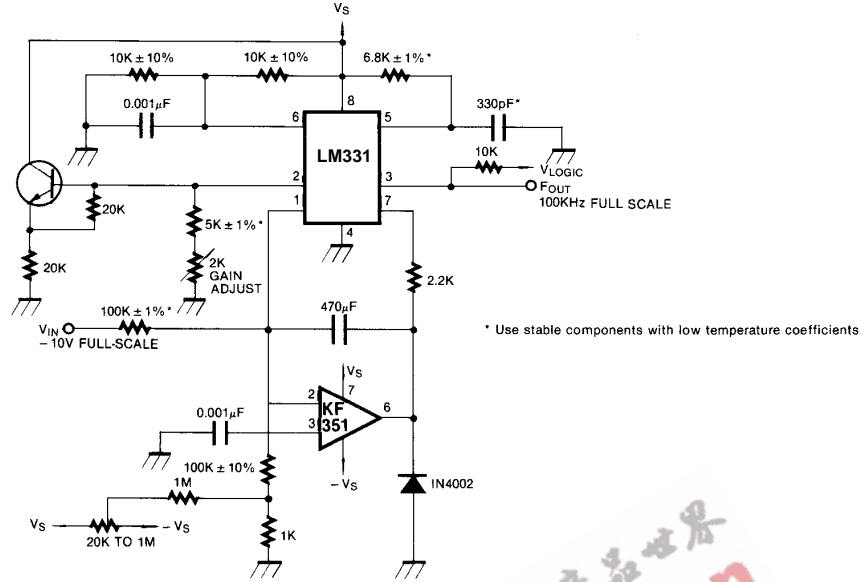 VS
10K ± 10%
10K ± 10%
6.8K ± 1% *
0.001µF
330pF*
8
6
5
LM331
10K
VLOGIC
2
3
FOUT
100KHz FULL SCALE
1
7
4
20K
5K ± 1% *
20K
2K
GAIN
ADJUST
2.2K
100K ± 1% *
470µF
VIN
– 10V FULL-SCALE
* Use stable components with low temperature coefficients
VS
7
2
KF
351
6
3
0.001µF
– VS
100K ± 10%
IN4002
1M
VS
– VS
20K TO 1M
1K